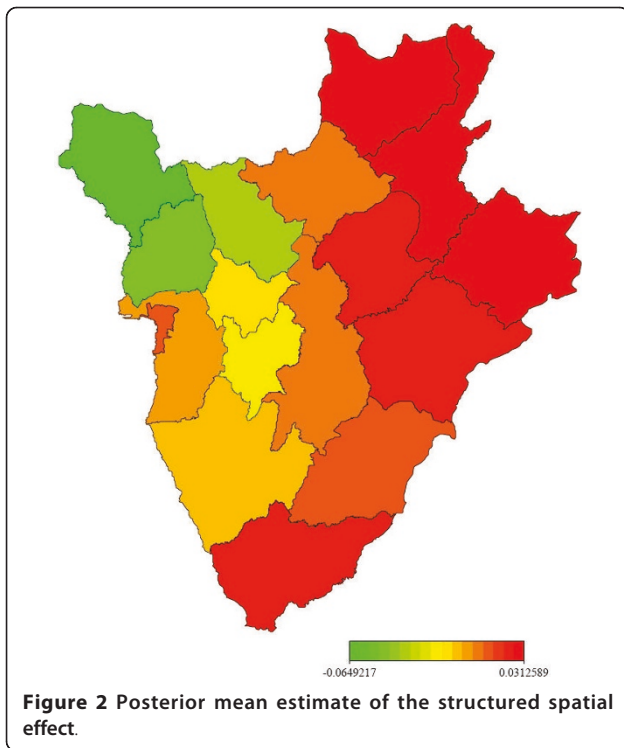 -0.0649217 0.0312589
Figure 2 Posterior mean estimate of the structured spatial
effect.